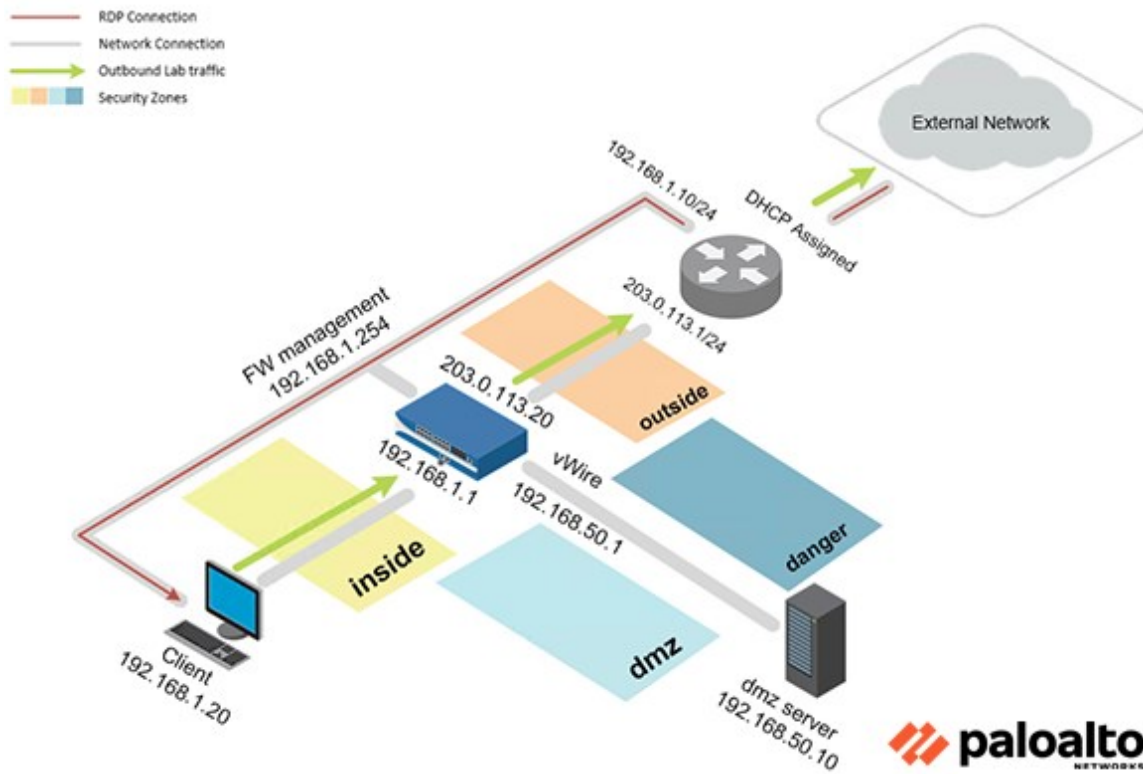 RDP Connection
Network Connection
Outbound Lab traffic
Security Zones
External Network
192.168.1.10/24
DHCP Assigned
203.0.113.1/24
FW management
192.168.1.254
203.0.113.20
outside
192.168.1.1
vWire
192.168.50.1
danger
inside
dmz
Client
192.168.1.20
dmz server
192.168.50.10
paloalto
NETWORKS